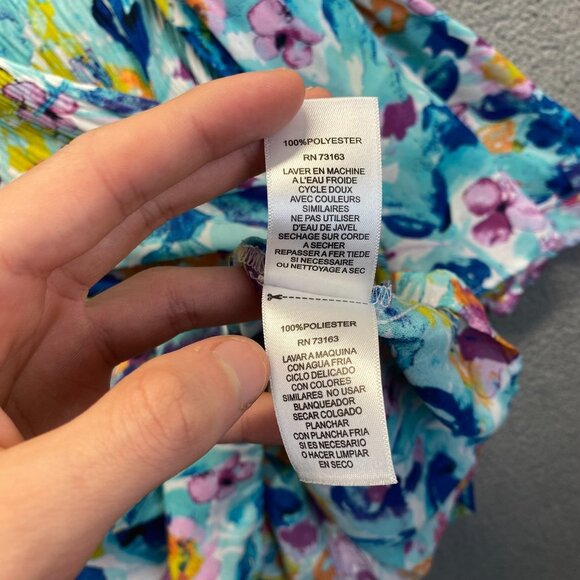 100%POLYESTER
RN 73163
LAVER EN MACHINE
A L'EAU FROIDE
CYCLE DOUX
AVEC COULEURS
SIMILAIRES
NE PAS UTILISER
D'EAU DE JAVEL
SECHAGE SUR CORDE
A SECHER
REPASSER A FER TIEDE
SI NECESSAIRE
OU NETTOYAGE A SEC
100%POLIESTER
RN 73163
LAVAR A MAQUINA
CON AGUA FRIA
CICLO DELICADO
CON COLORES
SIMILARES NO USAR
BLANQUEADOR
SECAR COLGADO
PLANCHAR
CON PLANCHA FRIA
SI ES NECESARIO
O HACER LIMPIAR
EN SECO